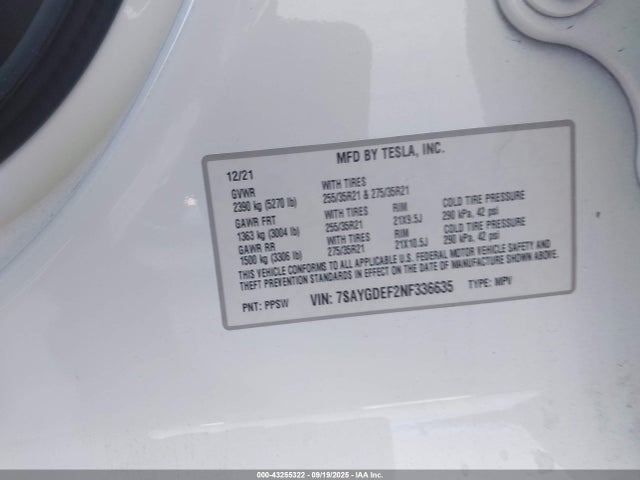 MFD BY TESLA, INC.
12/21
GVWR WITH TIRES
2390 kg (5270 lb) 255/35R21 & 275/35R21
GAWR FRT WITH TIRES RIM COLD TIRE PRESSURE
1363 kg (3004 lb) 255/35R21 21X9.5J 290 kPa, 42 psi
GAWR RR WITH TIRES RIM COLD TIRE PRESSURE
1500 kg (3306 lb) 275/35R21 21X10.5J 290 kPa, 42 psi
THIS VEHICLE CONFORMS TO ALL APPLICABLE U.S. FEDERAL MOTOR VEHICLE SAFETY AND
THEFT PREVENTION STANDARDS IN EFFECT ON THE DATE OF MANUFACTURE SHOWN ABOVE.
PNT: PPSW VIN: 7SAYGDEF2NF336635 TYPE: MPV
000-43255322 - 09/19/2025 - IAA Inc.